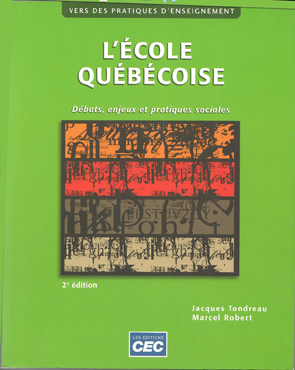 VERS DES PRATIQUES D'ENSEIGNEMENT
L'ÉCOLE
QUÉBÉCOISE
Débats, enjeux et pratiques sociales
2e édition
Jacques Tondreau
Marcel Robert
LES ÉDITIONS
CEC